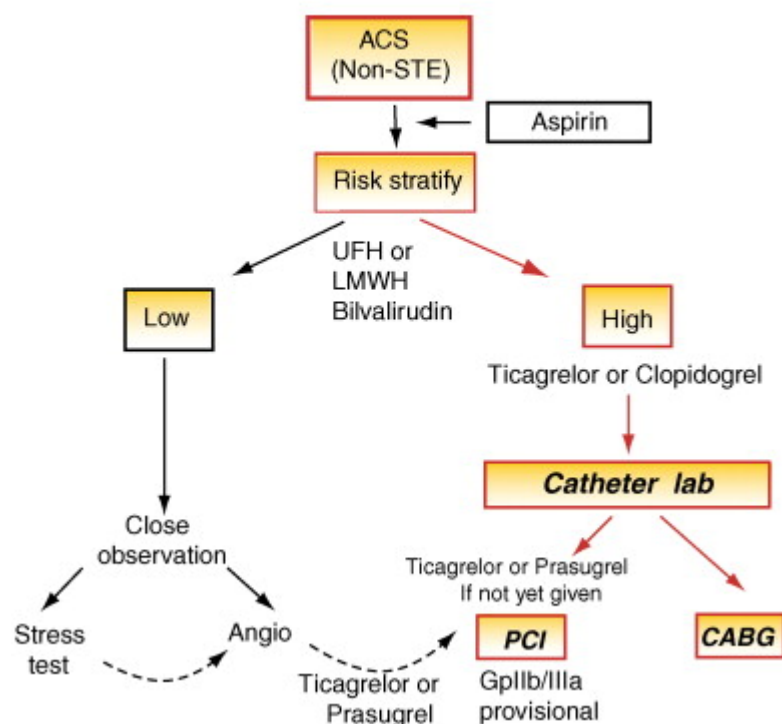 ACS
(Non-STE)
Aspirin
Risk stratify
UFH or
LMWH
Bilvalirudin
Low
High
Ticagrelor or Clopidogrel
Catheter lab
Close
observation
Ticagrelor or Prasugrel
If not yet given
Stress
test
Angio
PCI
CABG
Ticagrelor or
Prasugrel
GpIIb/IIIa
provisional